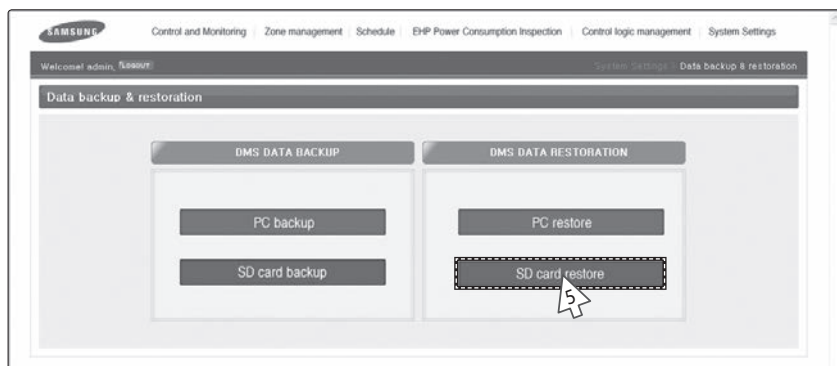 SAMSUNG Control and Monitoring Zone management Schedule EHP Power Consumption Inspection Control logic management System Settings
Welcome! admin, LOGOUT System Settings > Data backup & restoration
Data backup & restoration
DMS DATA BACKUP DMS DATA RESTORATION
PC backup PC restore
SD card backup SD card restore
5